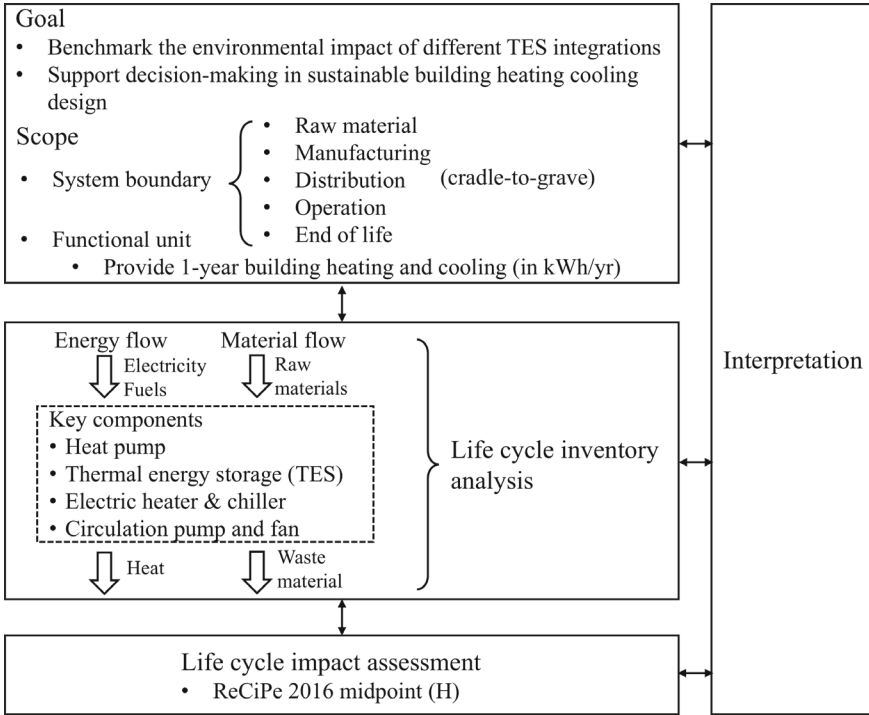 Goal
• Benchmark the environmental impact of different TES integrations
• Support decision-making in sustainable building heating cooling
design
Scope
• System boundary
• Raw material
• Manufacturing
• Distribution
• Operation
• End of life
(cradle-to-grave)
• Functional unit
• Provide 1-year building heating and cooling (in kWh/yr)
Energy flow
Material flow
Electricity
Fuels
Raw
materials
Key components
• Heat pump
• Thermal energy storage (TES)
• Electric heater & chiller
• Circulation pump and fan
Heat
Waste
material
Life cycle inventory
analysis
Life cycle impact assessment
• ReCiPe 2016 midpoint (H)
Interpretation